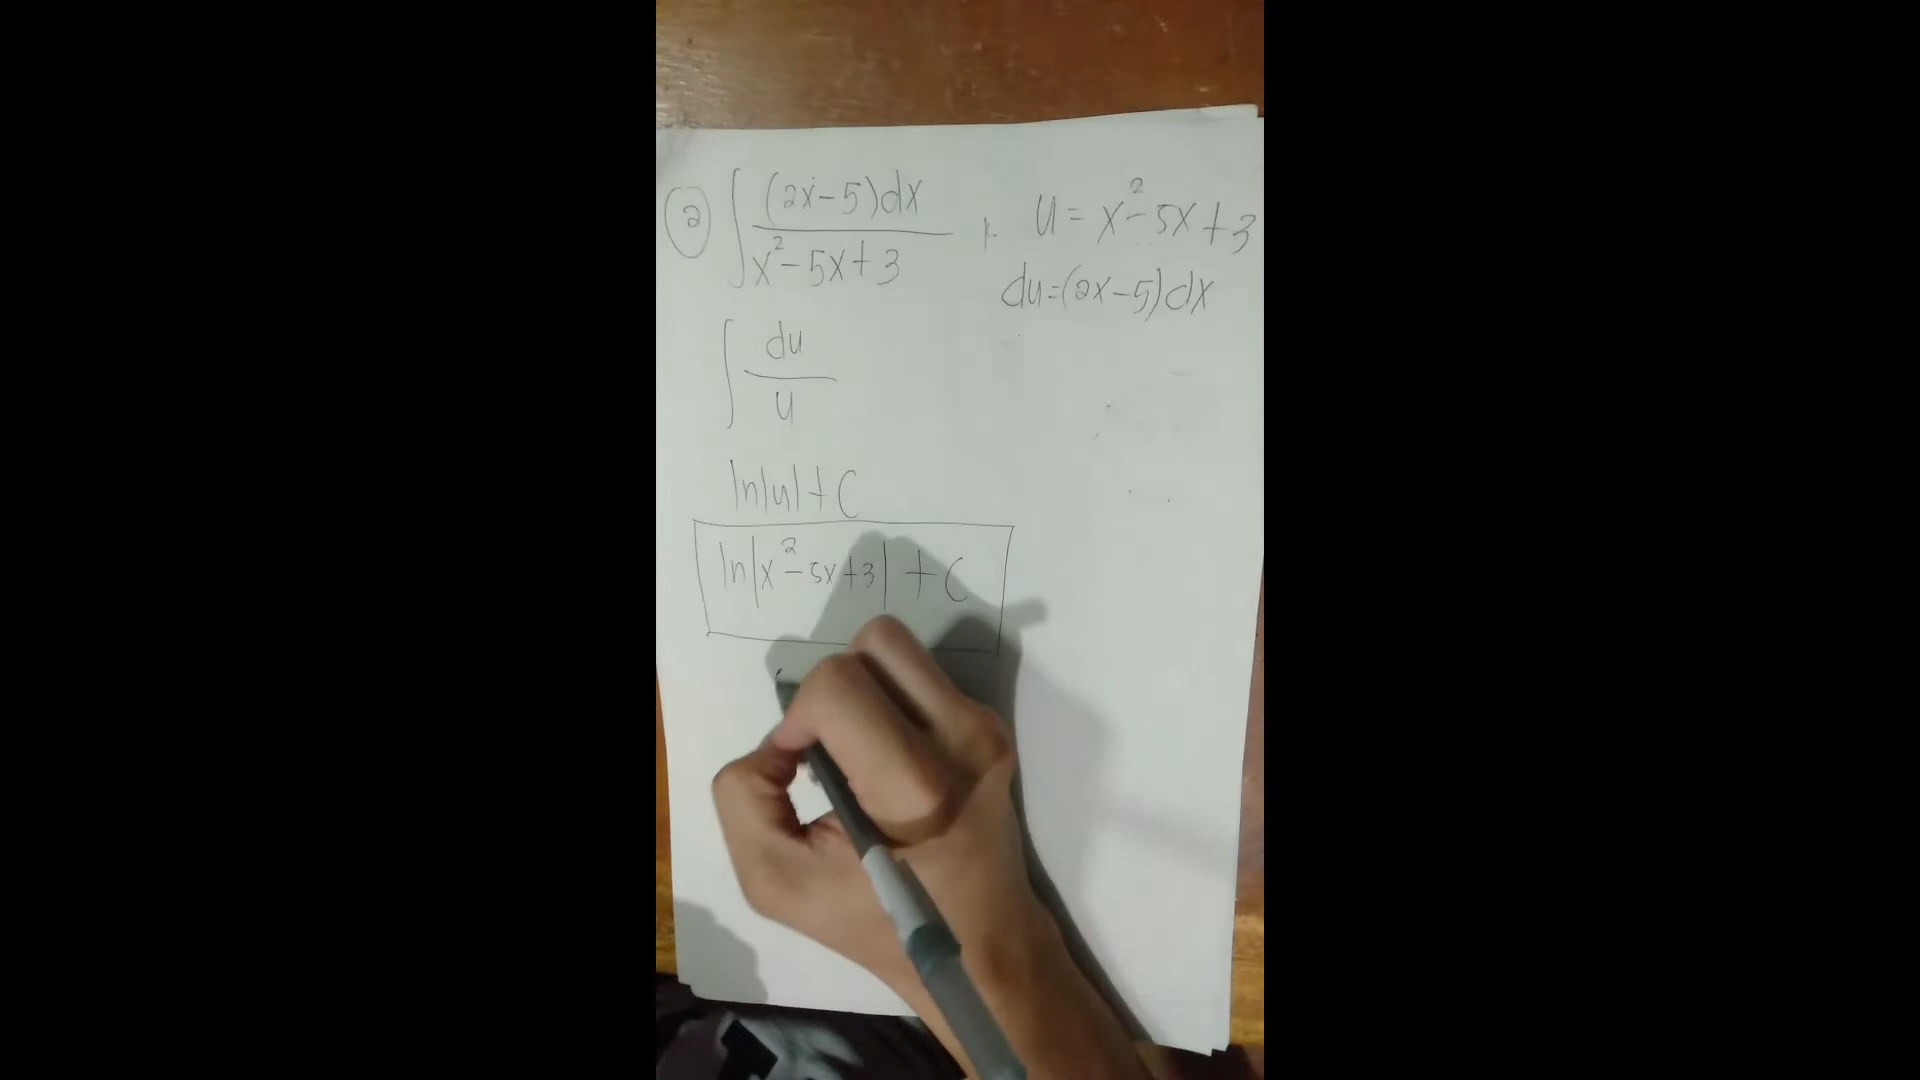 ② ∫ (2x-5)dx / x²-5x+3
u = x²-5x+3
du=(2x-5)dx
∫ du / u
ln|u|+C
ln|x²-5x+3| + C